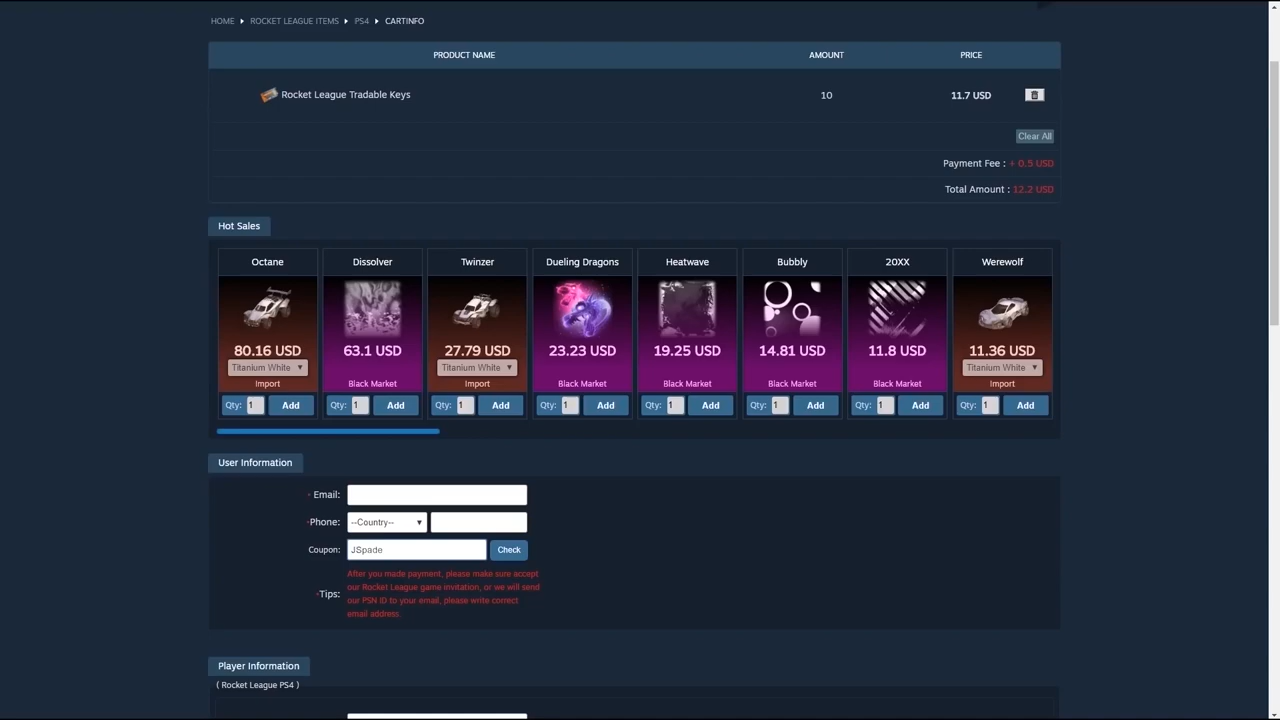 HOME ▸ ROCKET LEAGUE ITEMS ▸ PS4 ▸ CARTINFO
PRODUCT NAME AMOUNT PRICE
Rocket League Tradable Keys 10 11.7 USD
Clear All
Payment Fee : + 0.5 USD
Total Amount : 12.2 USD
Hot Sales
Octane Dissolver Twinzer Dueling Dragons Heatwave Bubbly 20XX Werewolf
80.16 USD 63.1 USD 27.79 USD 23.23 USD 19.25 USD 14.81 USD 11.8 USD 11.36 USD
Titanium White Titanium White Titanium White
Import Black Market Import Black Market Black Market Black Market Black Market Import
Qty: 1 Add Qty: 1 Add Qty: 1 Add Qty: 1 Add Qty: 1 Add Qty: 1 Add Qty: 1 Add Qty: 1 Add
User Information
* Email:
*Phone: --Country--
Coupon: JSpade Check
After you made payment, please make sure accept
our Rocket League game invitation, or we will send
*Tips:
our PSN ID to your email, please write correct
email address.
Player Information
( Rocket League PS4 )